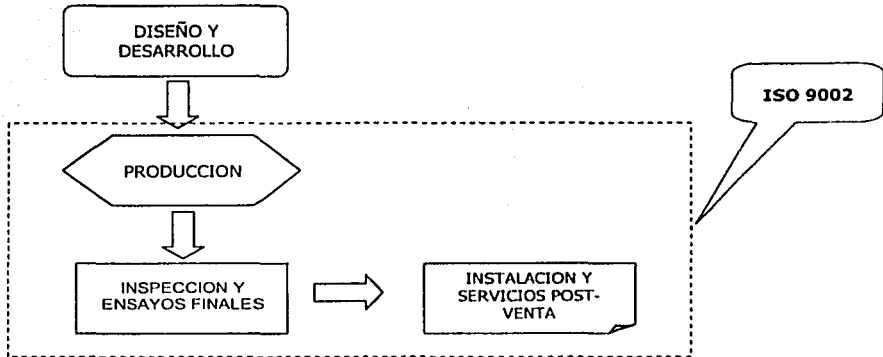 DISEÑO Y
DESARROLLO
ISO 9002
PRODUCCION
INSPECCION Y
ENSAYOS FINALES
INSTALACION Y
SERVICIOS POST-
VENTA